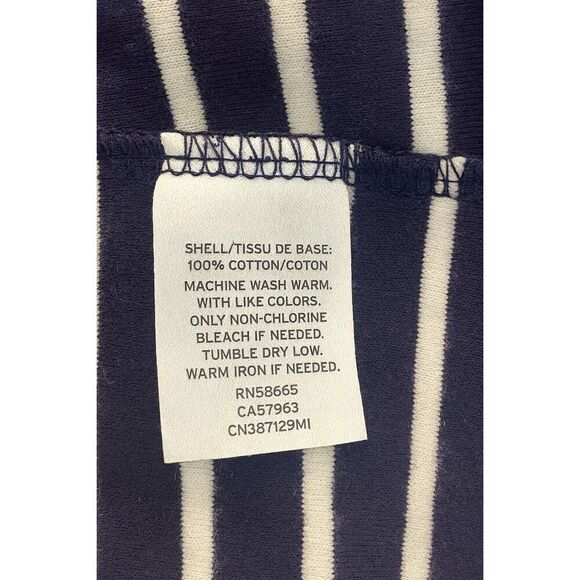 SHELL/TISSU DE BASE:
100% COTTON/COTON
MACHINE WASH WARM.
WITH LIKE COLORS.
ONLY NON-CHLORINE
BLEACH IF NEEDED.
TUMBLE DRY LOW.
WARM IRON IF NEEDED.
RN58665
CA57963
CN387129MI